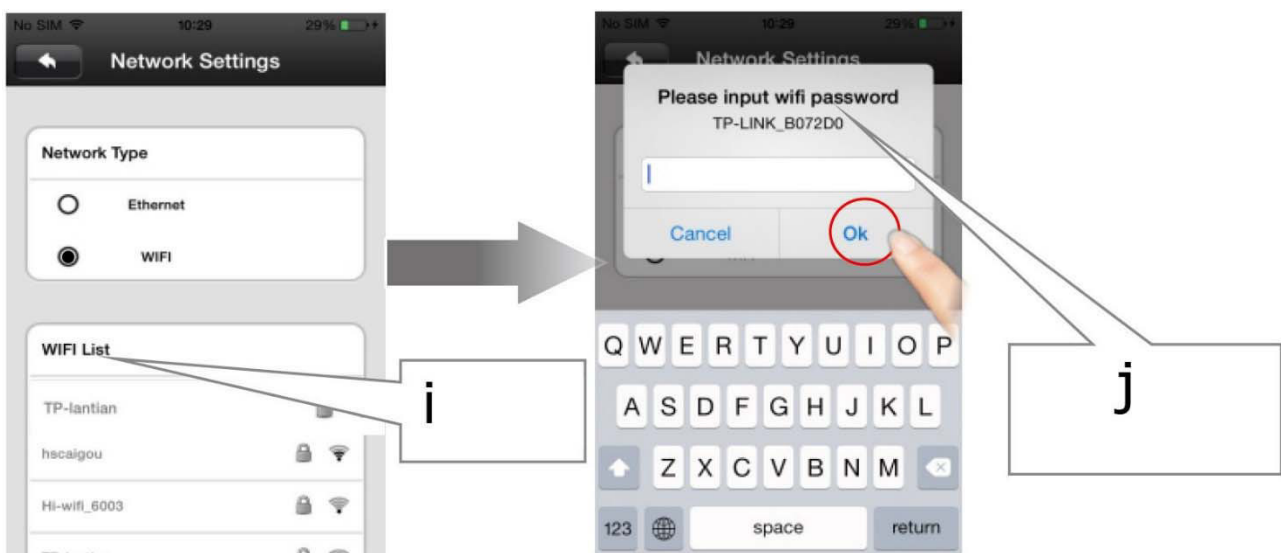 No SIM 10:29 29%
Network Settings
Network Type
Ethernet
WIFI
WIFI List
TP-lantian
hscaigou
Hi-wifi_6003
i
No SIM 10:29 29%
Network Settings
Please input wifi password
TP-LINK_B072D0
Cancel Ok
Q W E R T Y U I O P
A S D F G H J K L
Z X C V B N M
123 space return
j